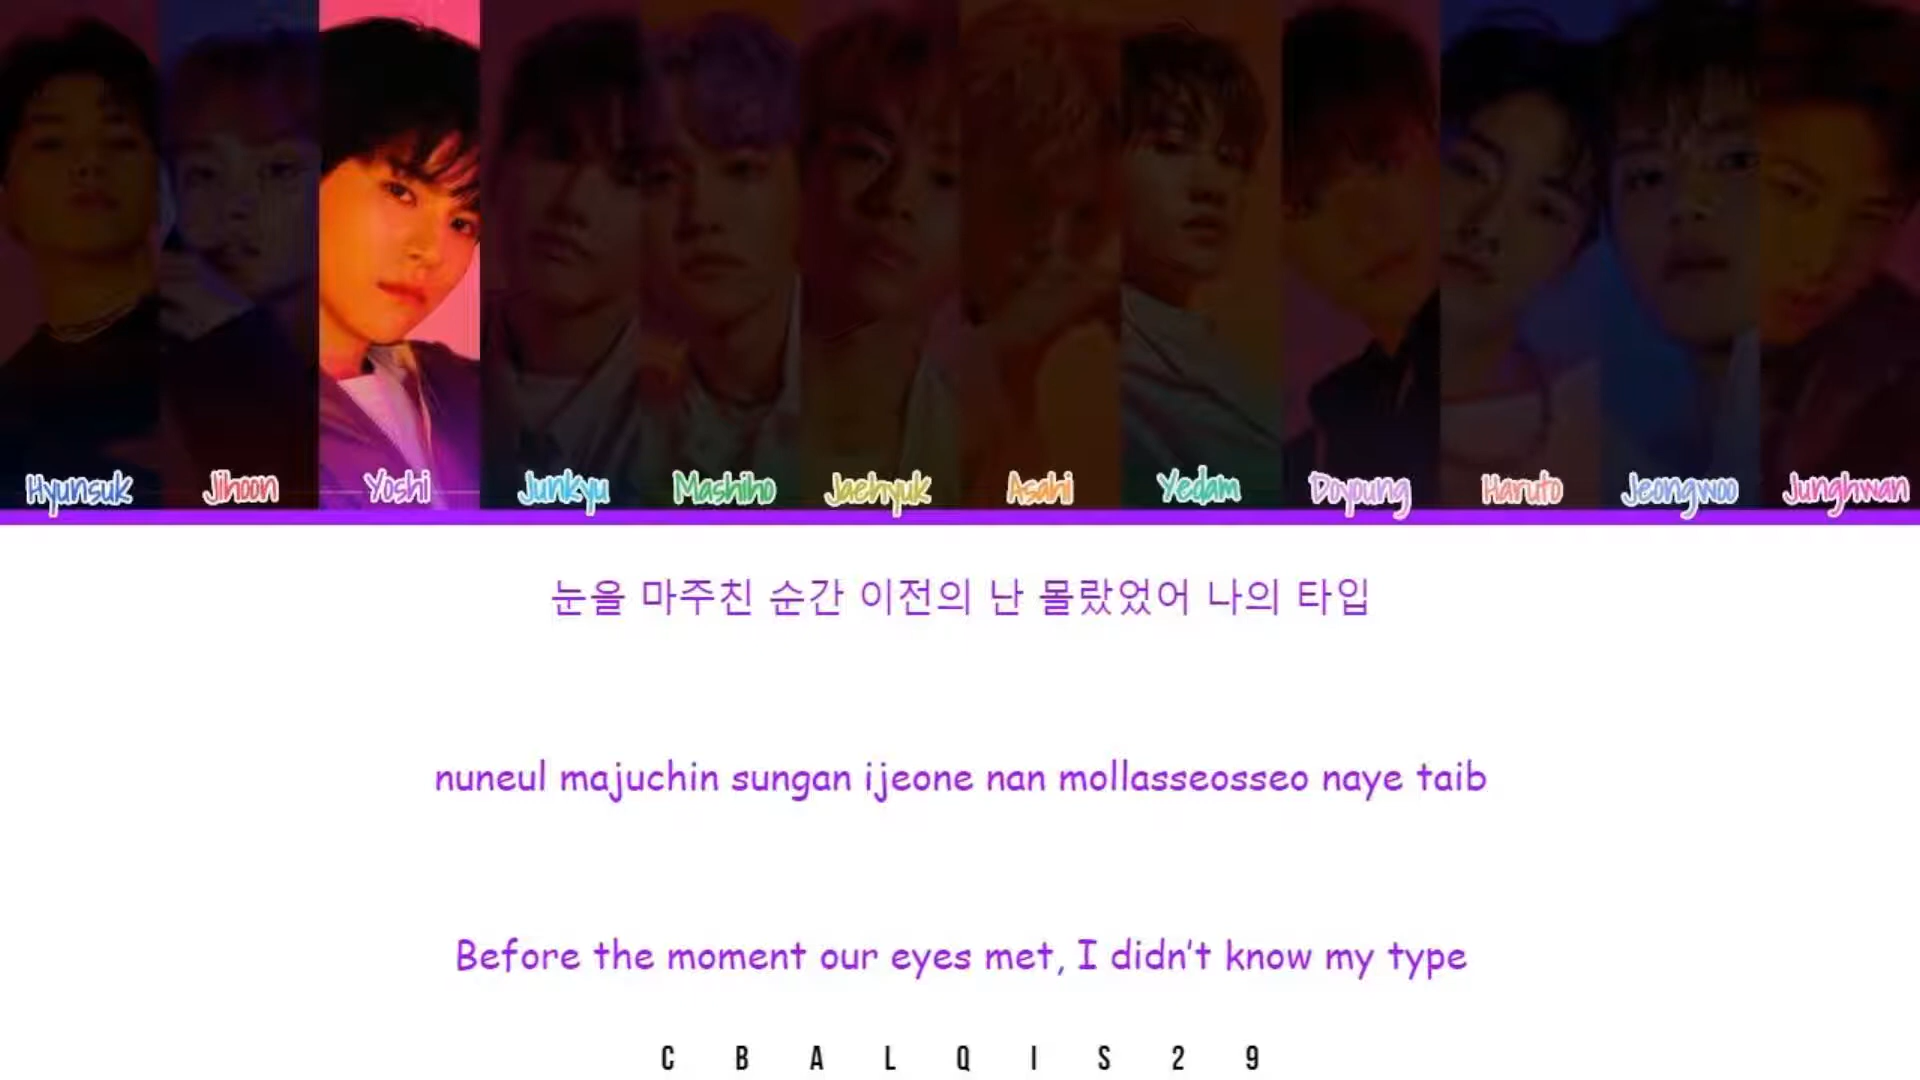 Hyunsuk Jihoon Yoshi Junkyu Mashiho Jaehyuk Asahi Yedam Doyoung Haruto Jeongwoo Junghwan
눈을 마주친 순간 이전의 난 몰랐었어 나의 타입
nuneul majuchin sungan ijeone nan mollasseosseo naye taib
Before the moment our eyes met, I didn't know my type
CBALQIS29